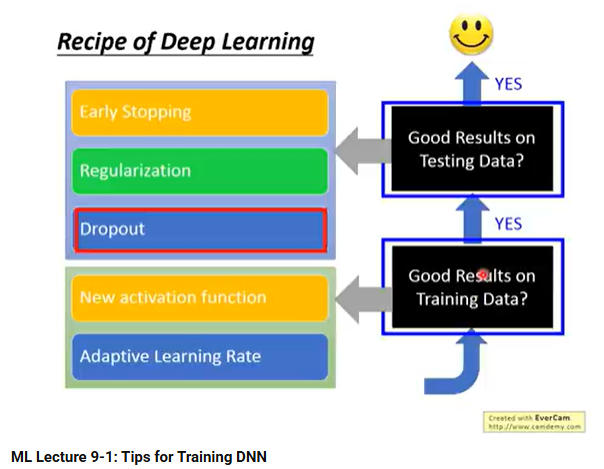 Recipe of Deep Learning
YES
Early Stopping
Regularization
Dropout
Good Results on
Testing Data?
YES
New activation function
Adaptive Learning Rate
Good Results on
Training Data?
Created with EverCam.
http://www.camdemy.com
ML Lecture 9-1: Tips for Training DNN